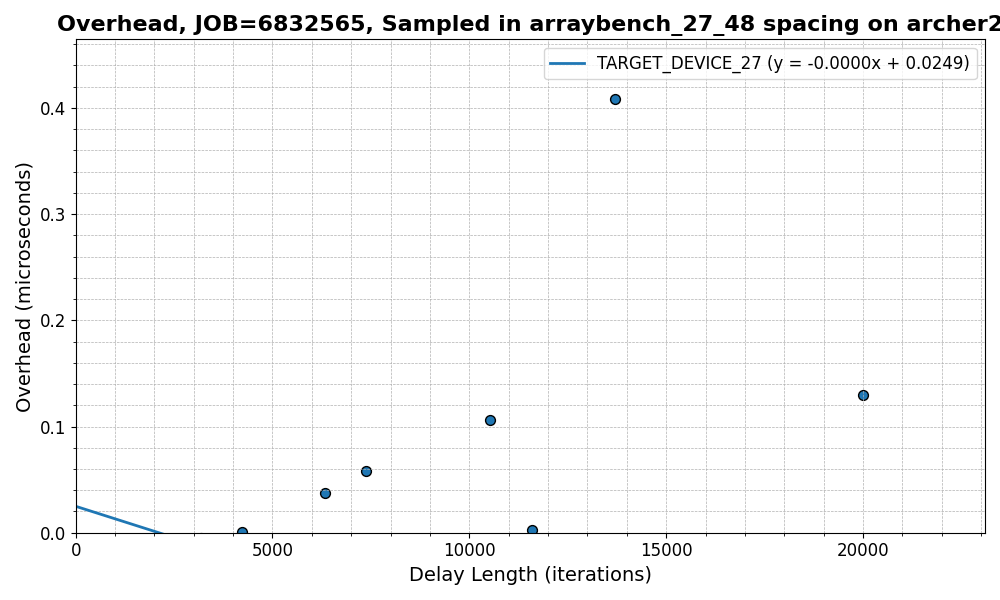 Overhead, JOB=6832565, Sampled in arraybench_27_48 spacing on archer2
TARGET_DEVICE_27 (y = -0.0000x + 0.0249)
Overhead (microseconds)
0.4
0.3
0.2
0.1
0.0
0 5000 10000 15000 20000
Delay Length (iterations)